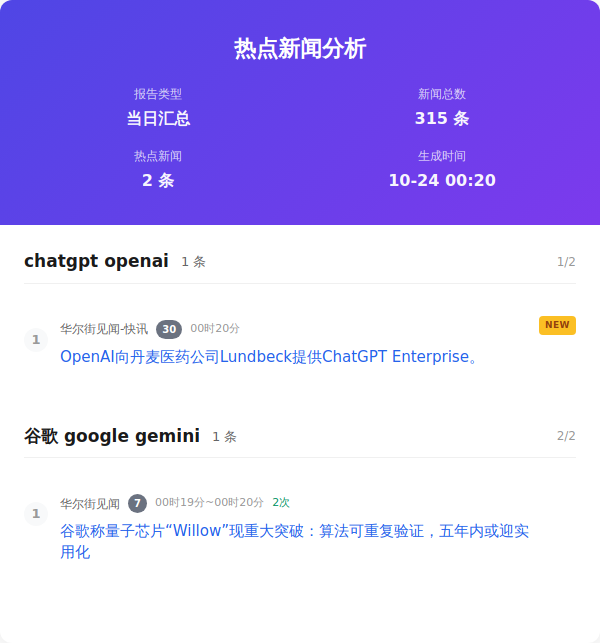 热点新闻分析
报告类型
当日汇总
新闻总数
315 条
热点新闻
2 条
生成时间
10-24 00:20
chatgpt openai 1 条 1/2
1
华尔街见闻-快讯 30 00时20分 NEW
OpenAI向丹麦医药公司Lundbeck提供ChatGPT Enterprise。
谷歌 google gemini 1 条 2/2
1
华尔街见闻 7 00时19分~00时20分 2次
谷歌称量子芯片“Willow”现重大突破：算法可重复验证，五年内或迎实
用化